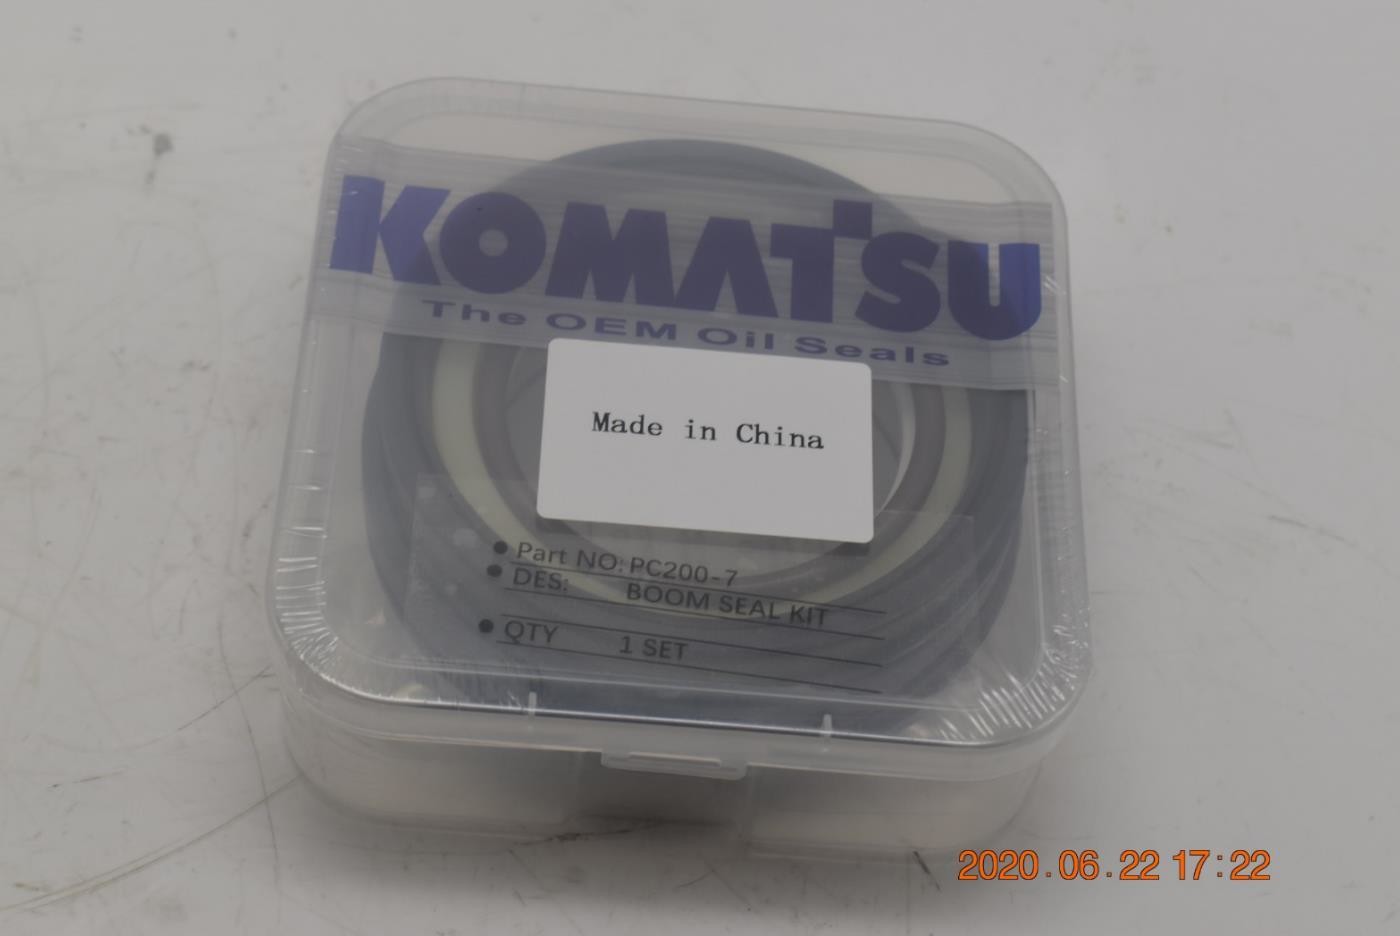 KOMATSU
The OEM Oil Seals
Made in China
Part NO: PC200-7
DES: BOOM SEAL KIT
QTY 1 SET
2020.06.22 17:22